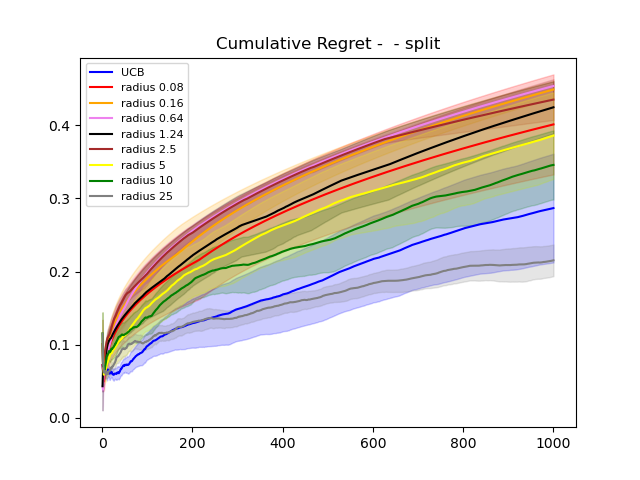 Cumulative Regret -  - split
UCB
radius 0.08
radius 0.16
radius 0.64
radius 1.24
radius 2.5
radius 5
radius 10
radius 25
0.4
0.3
0.2
0.1
0.0
0 200 400 600 800 1000